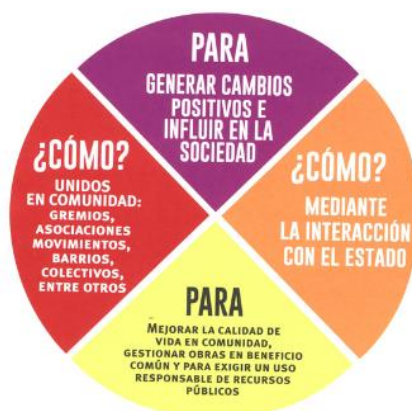 PARA
GENERAR CAMBIOS
POSITIVOS E
INFLUIR EN LA
SOCIEDAD
¿CÓMO?
UNIDOS
EN COMUNIDAD:
GREMIOS,
ASOCIACIONES
MOVIMIENTOS,
BARRIOS,
COLECTIVOS,
ENTRE OTROS
¿CÓMO?
MEDIANTE
LA INTERACCIÓN
CON EL ESTADO
PARA
MEJORAR LA CALIDAD DE
VIDA EN COMUNIDAD,
GESTIONAR OBRAS EN BENEFICIO
COMÚN Y PARA EXIGIR UN USO
RESPONSABLE DE RECURSOS
PÚBLICOS